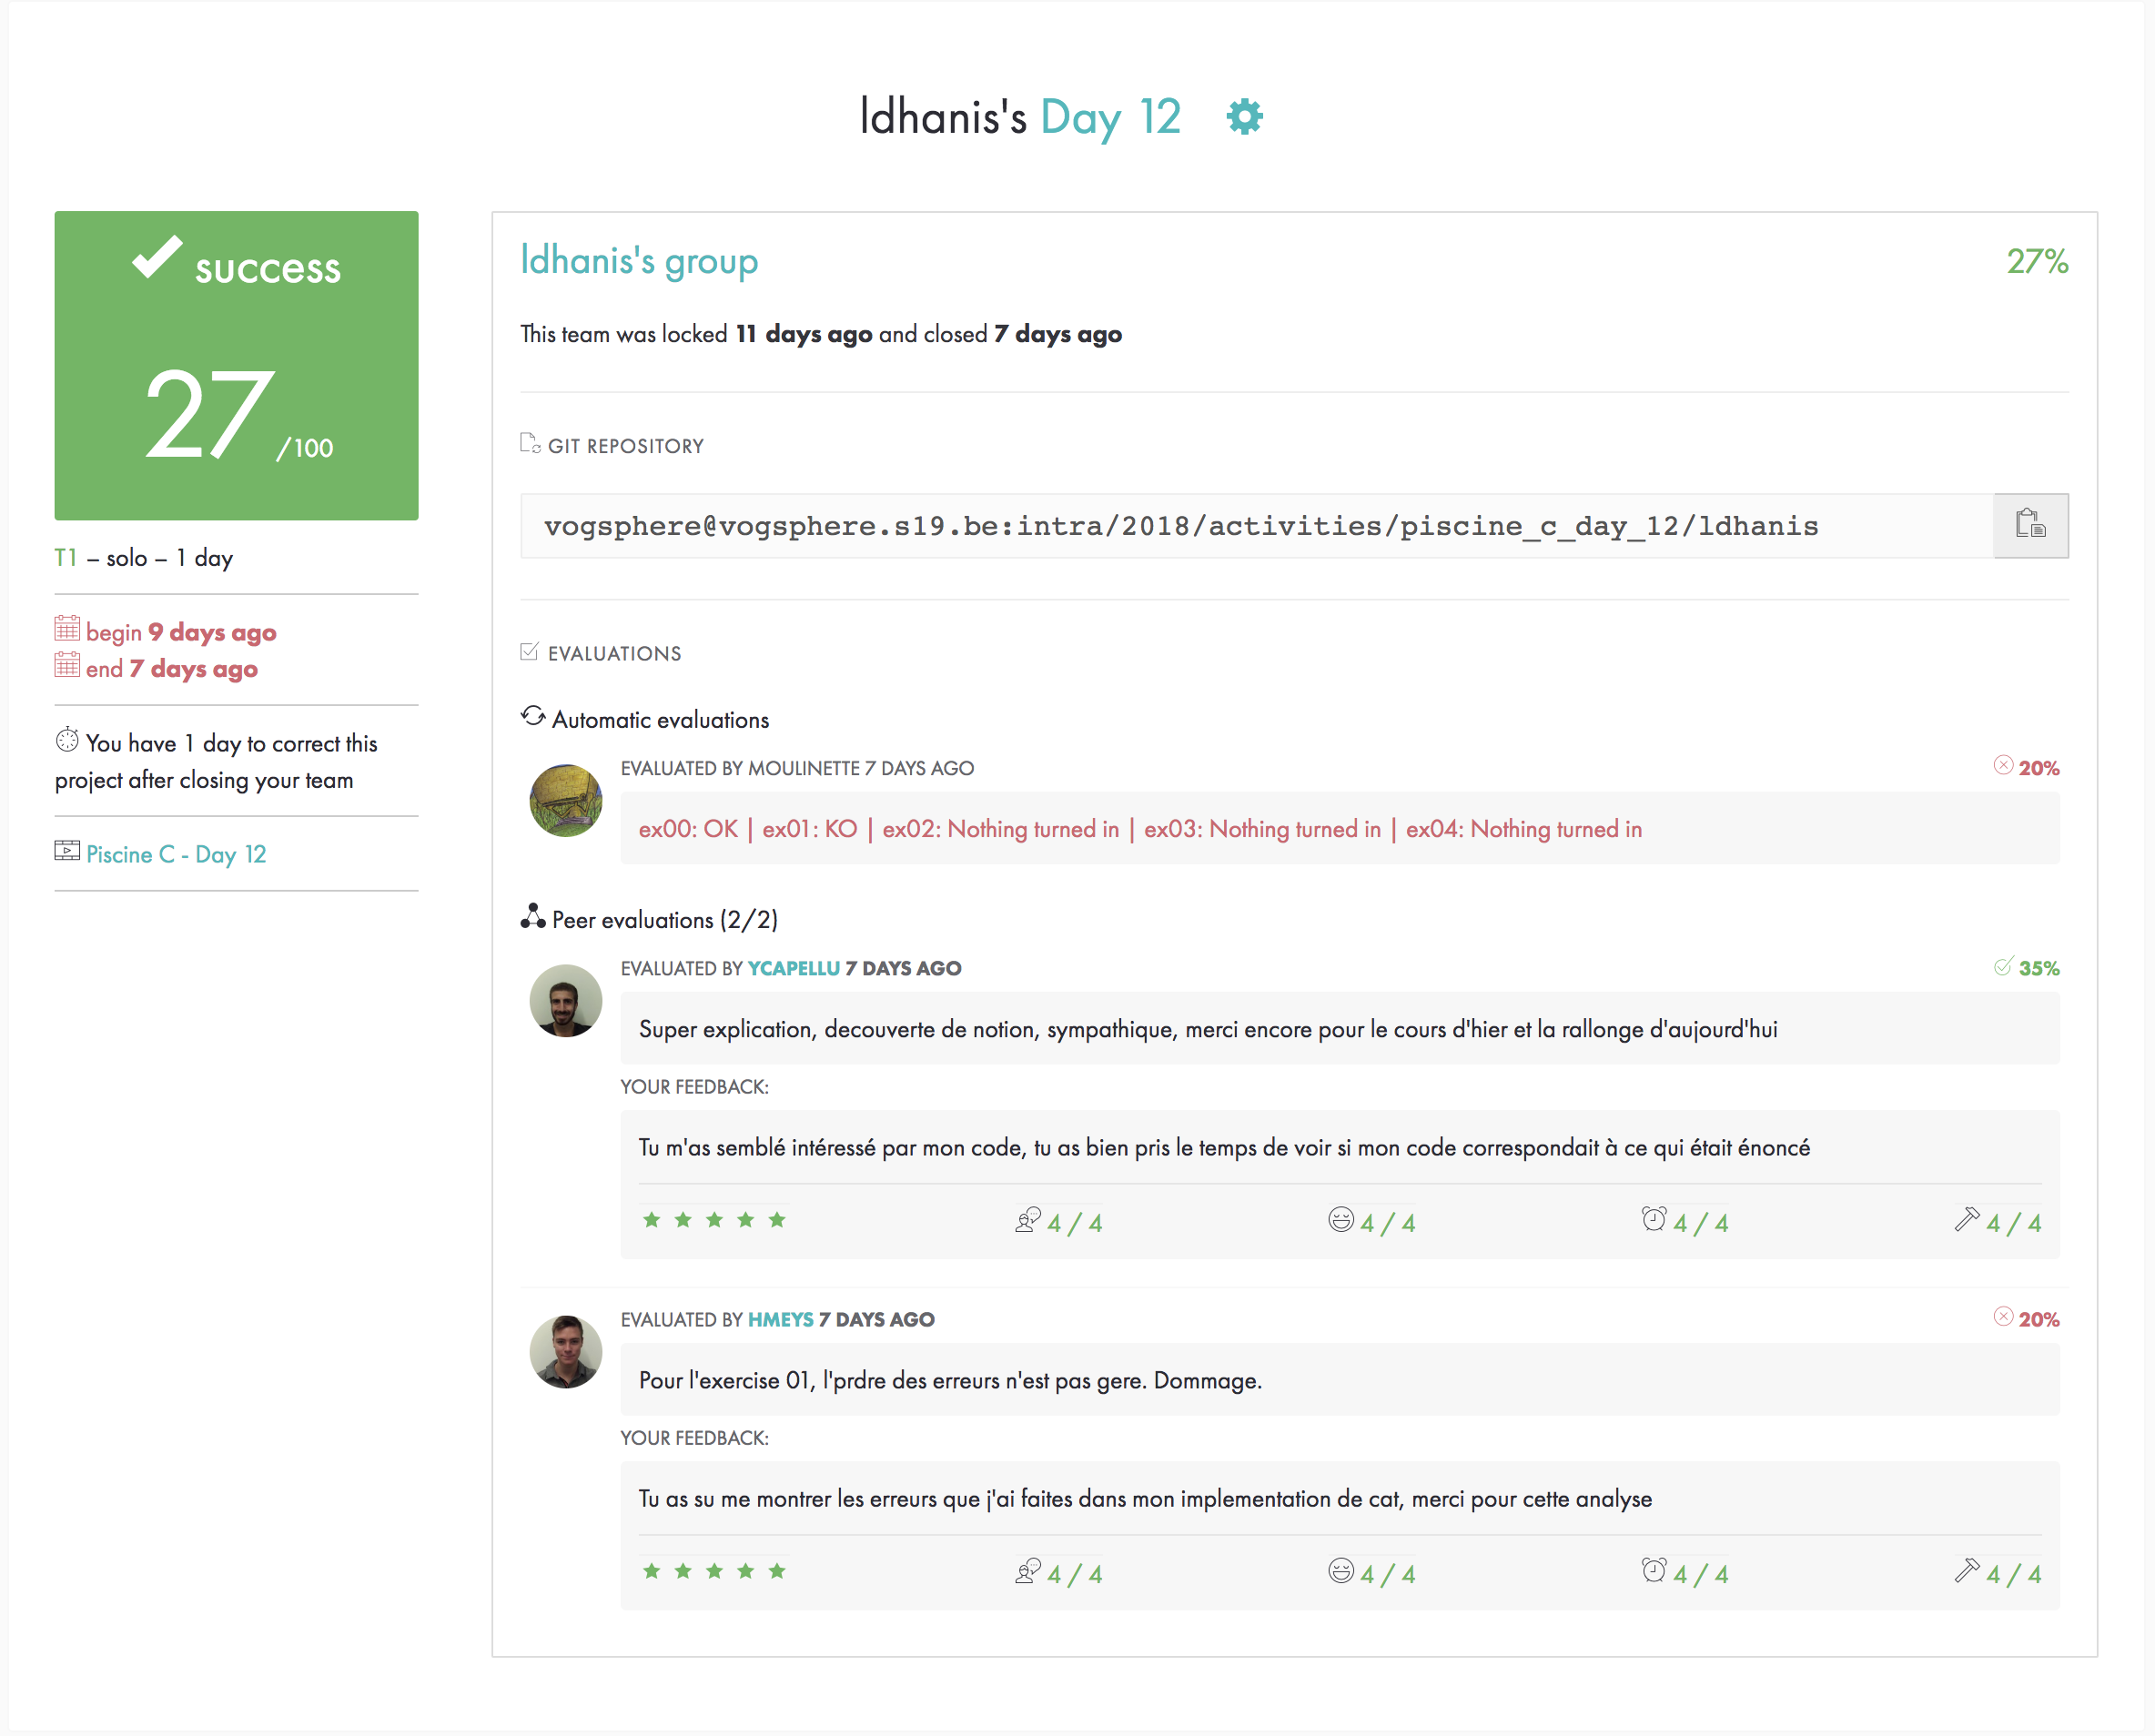 ldhanis's Day 12
success
27 /100
T1 – solo – 1 day
begin 9 days ago
end 7 days ago
You have 1 day to correct this
project after closing your team
Piscine C - Day 12
ldhanis's group
27%
This team was locked 11 days ago and closed 7 days ago
GIT REPOSITORY
vogsphere@vogsphere.s19.be:intra/2018/activities/piscine_c_day_12/ldhanis
EVALUATIONS
Automatic evaluations
EVALUATED BY MOULINETTE 7 DAYS AGO
20%
ex00: OK | ex01: KO | ex02: Nothing turned in | ex03: Nothing turned in | ex04: Nothing turned in
Peer evaluations (2/2)
EVALUATED BY YCAPELLU 7 DAYS AGO
35%
Super explication, decouverte de notion, sympathique, merci encore pour le cours d'hier et la rallonge d'aujourd'hui
YOUR FEEDBACK:
Tu m'as semblé intéressé par mon code, tu as bien pris le temps de voir si mon code correspondait à ce qui était énoncé
4 / 4 4 / 4 4 / 4 4 / 4
EVALUATED BY HMEYS 7 DAYS AGO
20%
Pour l'exercise 01, l'prdre des erreurs n'est pas gere. Dommage.
YOUR FEEDBACK:
Tu as su me montrer les erreurs que j'ai faites dans mon implementation de cat, merci pour cette analyse
4 / 4 4 / 4 4 / 4 4 / 4